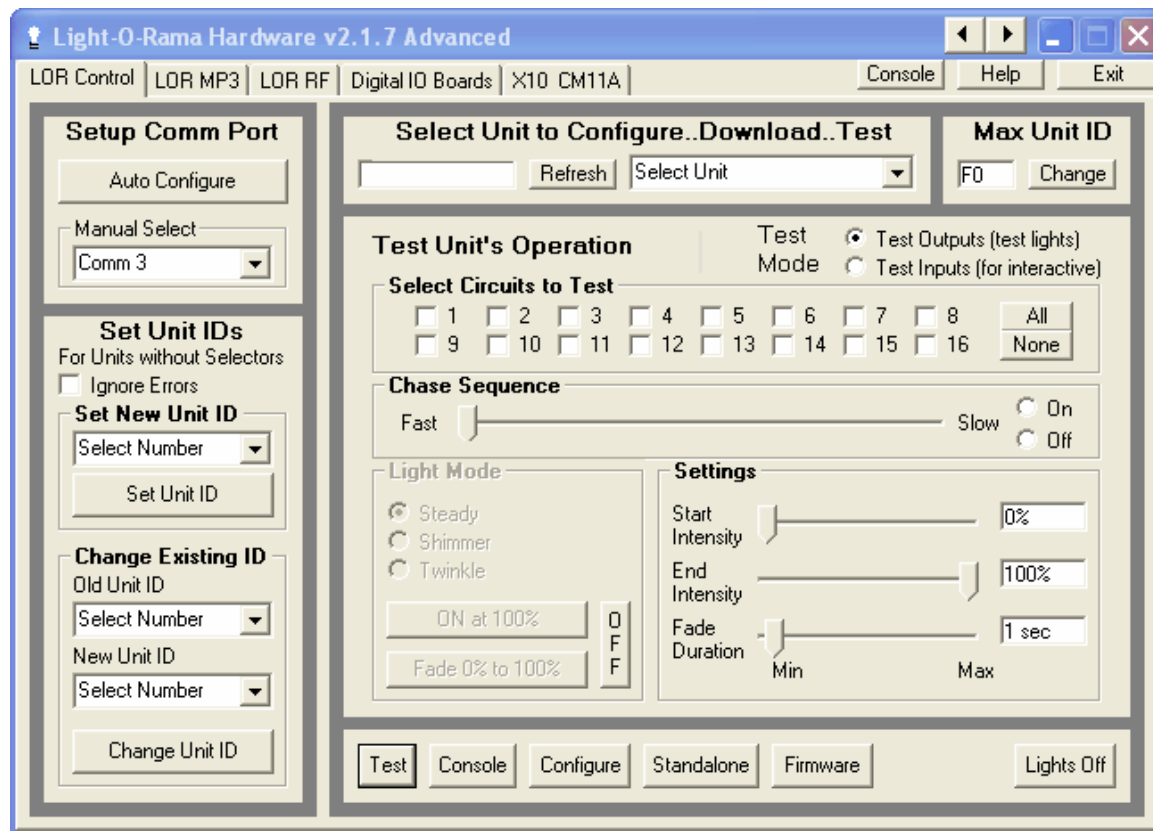 Light-O-Rama Hardware v2.1.7 Advanced
LOR Control LOR MP3 LOR RF Digital IO Boards X10 CM11A Console Help Exit
Setup Comm Port
Auto Configure
Manual Select
Comm 3
Set Unit IDs
For Units without Selectors
Ignore Errors
Set New Unit ID
Select Number
Set Unit ID
Change Existing ID
Old Unit ID
Select Number
New Unit ID
Select Number
Change Unit ID
Select Unit to Configure..Download..Test
Refresh Select Unit
Max Unit ID
F0 Change
Test Unit's Operation
Test Mode
Test Outputs (test lights)
Test Inputs (for interactive)
Select Circuits to Test
1 2 3 4 5 6 7 8 All
9 10 11 12 13 14 15 16 None
Chase Sequence
Fast Slow
On
Off
Light Mode
Steady
Shimmer
Twinkle
ON at 100%
Fade 0% to 100%
OFF
Settings
Start Intensity 0%
End Intensity 100%
Fade Duration 1 sec
Min Max
Test Console Configure Standalone Firmware Lights Off